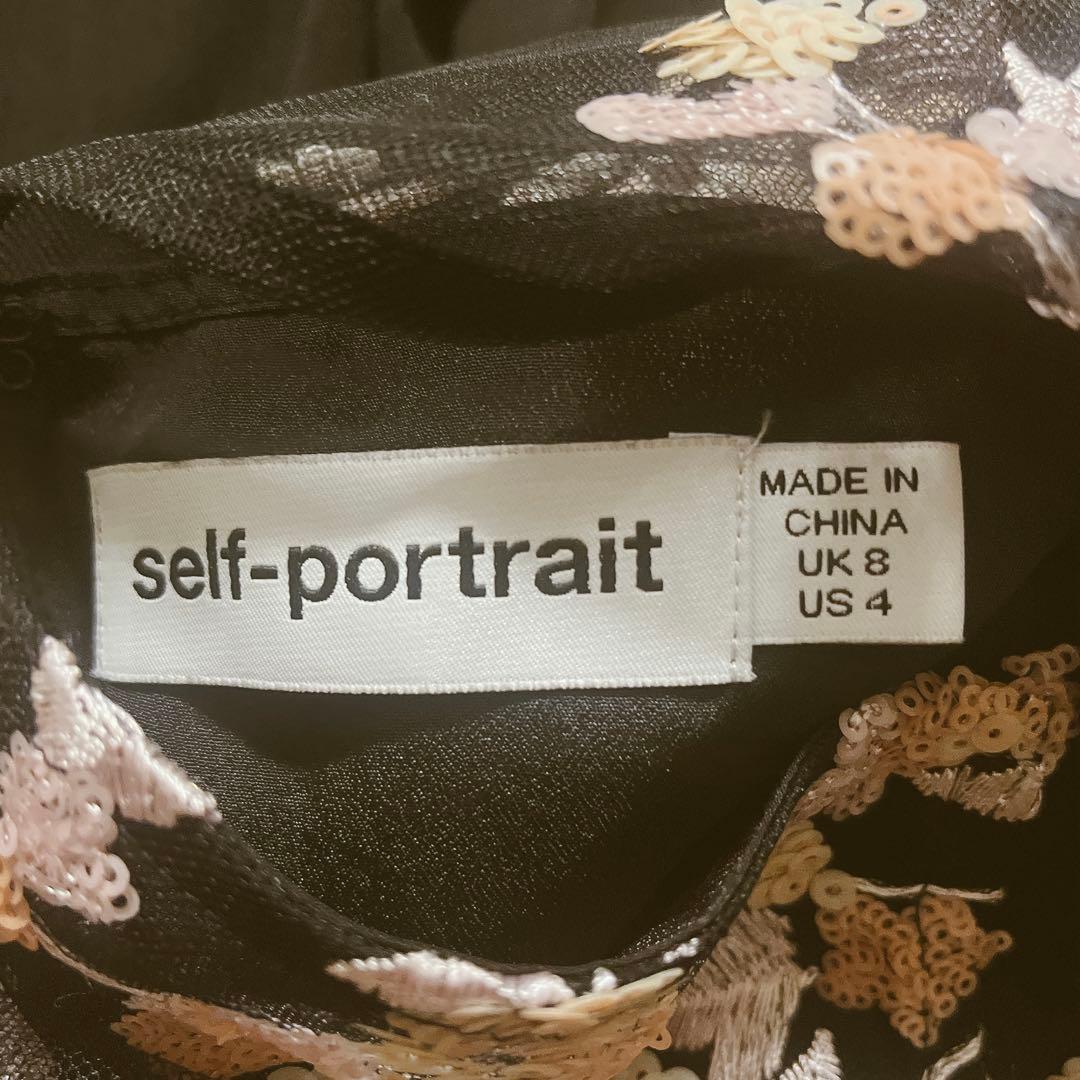 self-portrait
MADE IN
CHINA
UK 8
US 4